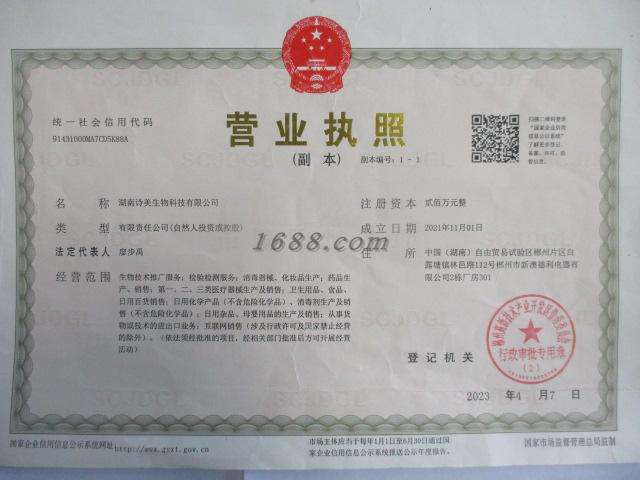 统一社会信用代码
91431000MA7CD5K88A
营业执照
(副本) 副本编号：1-1
扫描二维码登录
“国家企业信用
信息公示系统”
了解更多登记、
备案、许可、监
管信息。
名称 湖南诗美生物科技有限公司
类型 有限责任公司(自然人投资或控股)
法定代表人 廖步禹
经营范围 生物技术推广服务；检验检测服务；消毒器械、化妆品生产；药品生
产、销售；第一、二、三类医疗器械生产及销售；卫生用品、食品、
日用百货销售；日用化学产品（不含危险化学品）、消毒剂生产及销售
（不含危险化学品）；日用杂品、母婴用品的生产及销售；从事货
物或技术的进出口业务；互联网销售（涉及行政许可及国家禁止经营
的除外）。（依法须经批准的项目，经相关部门批准后方可开展经营
活动）
注册资本 贰佰万元整
成立日期 2021年11月01日
住所 中国（湖南）自由贸易试验区郴州片区白
露塘镇林邑路112号郴州市新澳德利电器有
限公司2栋厂房301
1688.com
登记机关
郴州高新技术产业开发区管理委员会
行政审批专用章
(2)
2023 年 4 月 7 日
国家企业信用信息公示系统网址http://www.gsxt.gov.cn
市场主体应当于每年1月1日至6月30日通过国
家企业信用信息公示系统报送公示年度报告。
国家市场监督管理总局监制